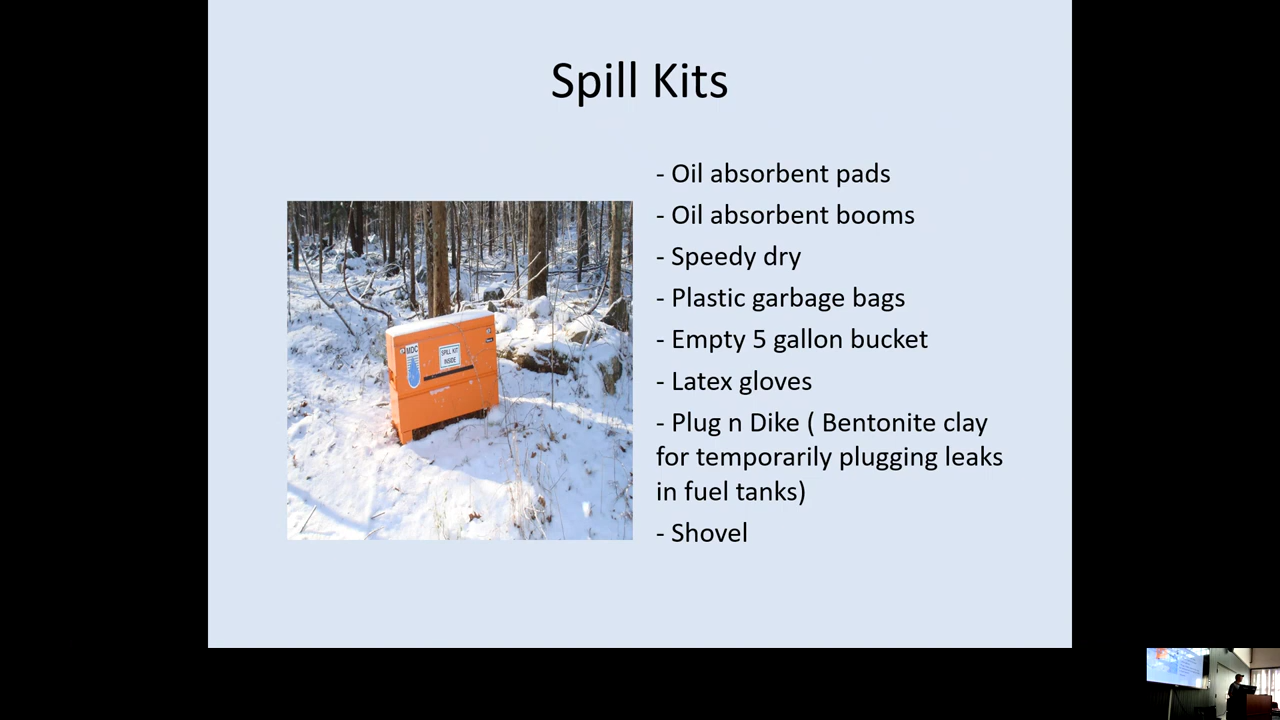 Spill Kits
- Oil absorbent pads
- Oil absorbent booms
- Speedy dry
- Plastic garbage bags
- Empty 5 gallon bucket
- Latex gloves
- Plug n Dike ( Bentonite clay
for temporarily plugging leaks
in fuel tanks)
- Shovel
MDC
SPILL KIT
INSIDE